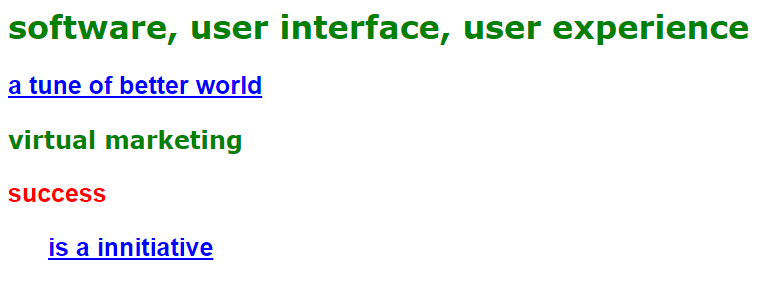 software, user interface, user experience
a tune of better world
virtual marketing
success
is a innitiative